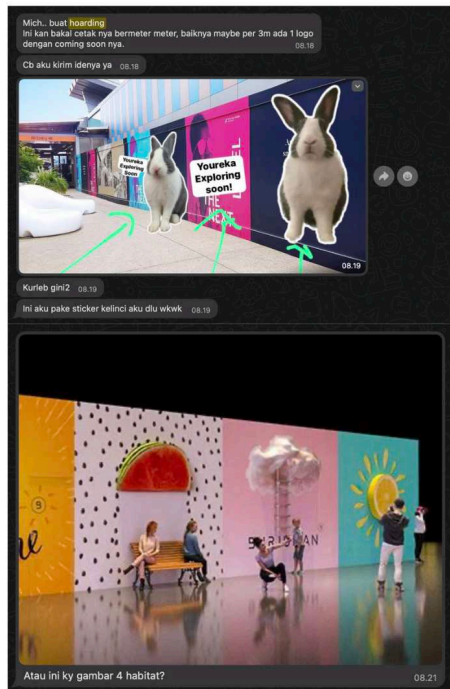 Mich.. buat hoarding
Ini kan bakal cetak nya bermeter meter, baiknya maybe per 3m ada 1 logo
dengan coming soon nya.
08.18
Cb aku kirim idenya ya 08.18
Youreka
Exploring
Soon
Youreka
Exploring
soon!
THE
NEXT
LEVEL
08.19
Kurleb gini2 08.19
Ini aku pake sticker kelinci aku dlu wkwk 08.19
Atau ini ky gambar 4 habitat?
08.21